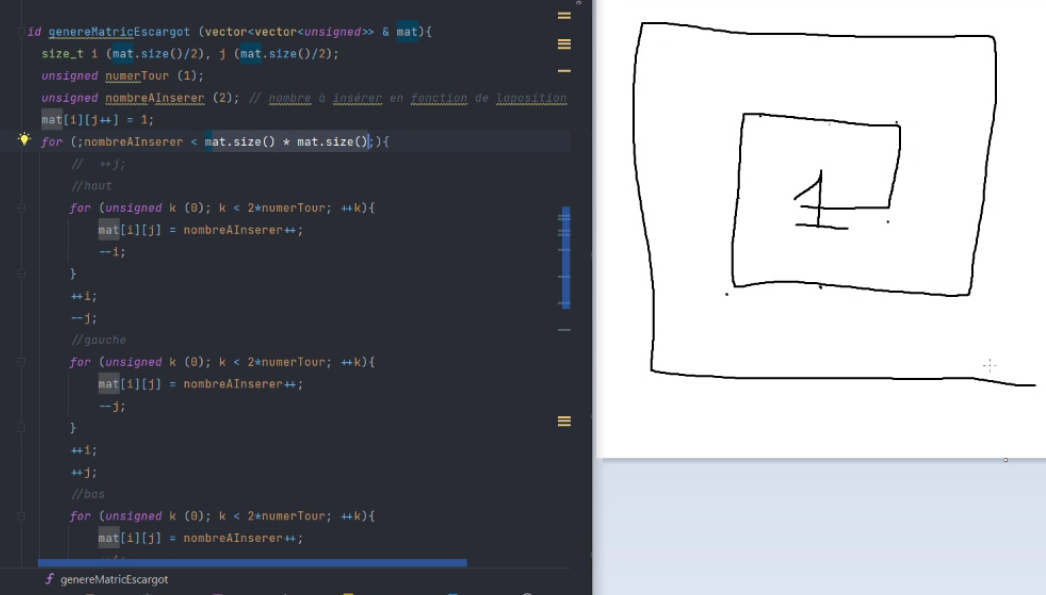 id genereMatricEscargot (vector<vector<unsigned>> & mat){
size_t i (mat.size()/2), j (mat.size()/2);
unsigned numerTour (1);
unsigned nombreAInserer (2); // nombre à insérer en fonction de laposition
mat[i][j++] = 1;
for (;nombreAInserer < mat.size() * mat.size();){
// ++j;
//haut
for (unsigned k (0); k < 2*numerTour; ++k){
mat[i][j] = nombreAInserer++;
--i;
}
++i;
--j;
//gauche
for (unsigned k (0); k < 2*numerTour; ++k){
mat[i][j] = nombreAInserer++;
--j;
}
++i;
++j;
//bas
for (unsigned k (0); k < 2*numerTour; ++k){
mat[i][j] = nombreAInserer++;
f genereMatricEscargot
1